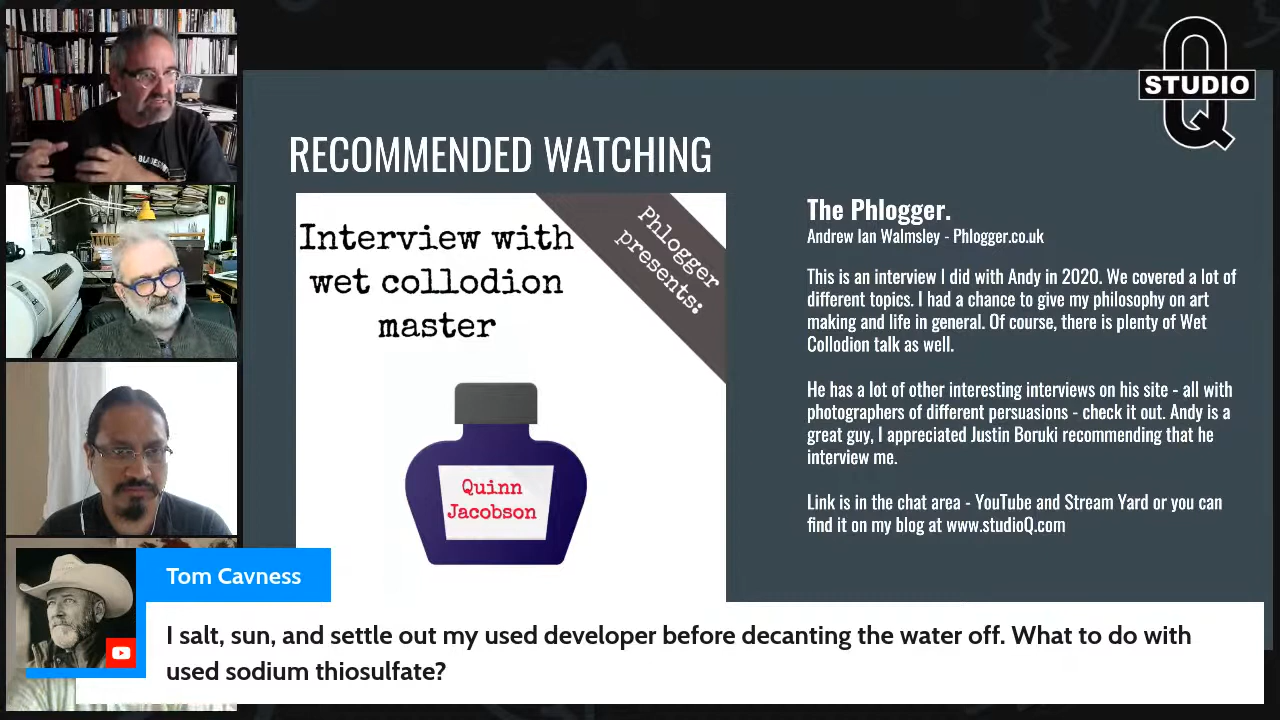 STUDIO
Q
RECOMMENDED WATCHING
Interview with
wet collodion
master
Phlogger
presents:
Quinn
Jacobson
The Phlogger.
Andrew Ian Walmsley - Phlogger.co.uk
This is an interview I did with Andy in 2020. We covered a lot of
different topics. I had a chance to give my philosophy on art
making and life in general. Of course, there is plenty of Wet
Collodion talk as well.
He has a lot of other interesting interviews on his site - all with
photographers of different persuasions - check it out. Andy is a
great guy, I appreciated Justin Boruki recommending that he
interview me.
Link is in the chat area - YouTube and Stream Yard or you can
find it on my blog at www.studioQ.com
Tom Cavness
I salt, sun, and settle out my used developer before decanting the water off. What to do with
used sodium thiosulfate?